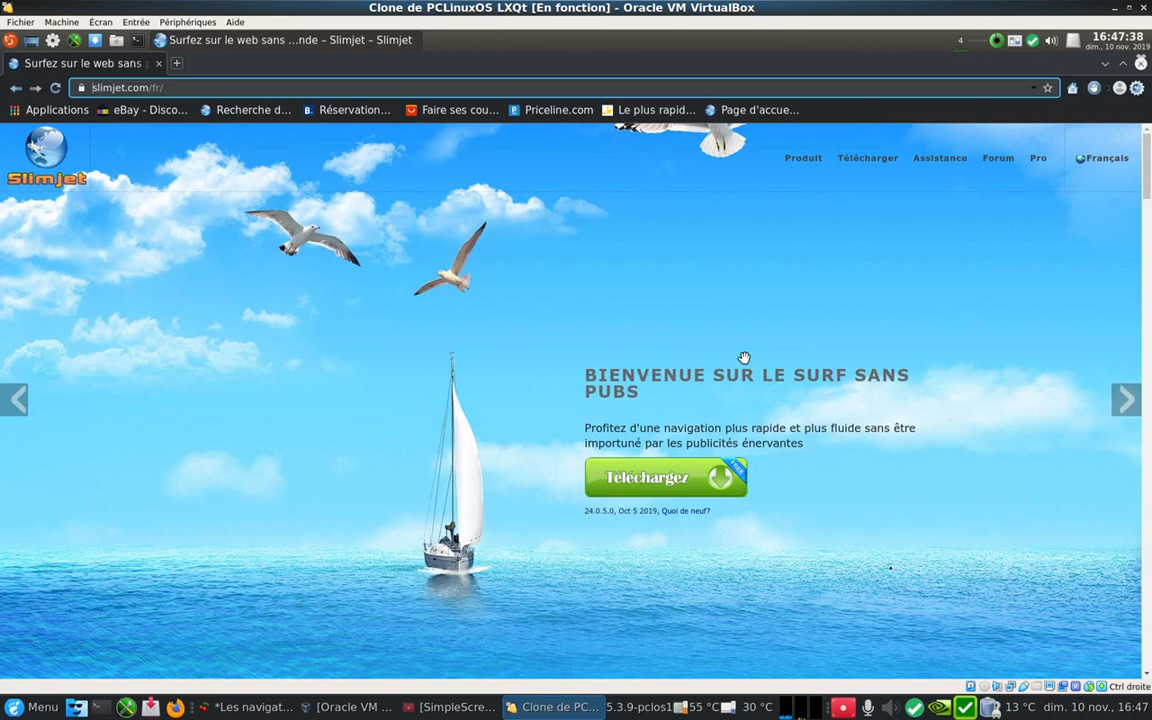 Clone de PCLinuxOS LXQt [En fonction] - Oracle VM VirtualBox
Fichier Machine Écran Entrée Périphériques Aide
Surfez sur le web sans ...nde – Slimjet – Slimjet
4
16:47:38
dim., 10 nov. 2019
Surfez sur le web sans
slimjet.com/fr/
Applications eBay - Disco... Recherche d... Réservation... Faire ses cou... Priceline.com Le plus rapid... Page d'accue...
Slimjet
Produit Télécharger Assistance Forum Pro Français
BIENVENUE SUR LE SURF SANS
PUBS
Profitez d'une navigation plus rapide et plus fluide sans être
importuné par les publicités énervantes
Téléchargez
FREE
24.0.5.0, Oct 5 2019, Quoi de neuf?
Ctrl droite
Menu *Les navigat... [Oracle VM ... [SimpleScre... Clone de PC... 5.3.9-pclos1 55 °C 30 °C 13 °C dim. 10 nov., 16:47